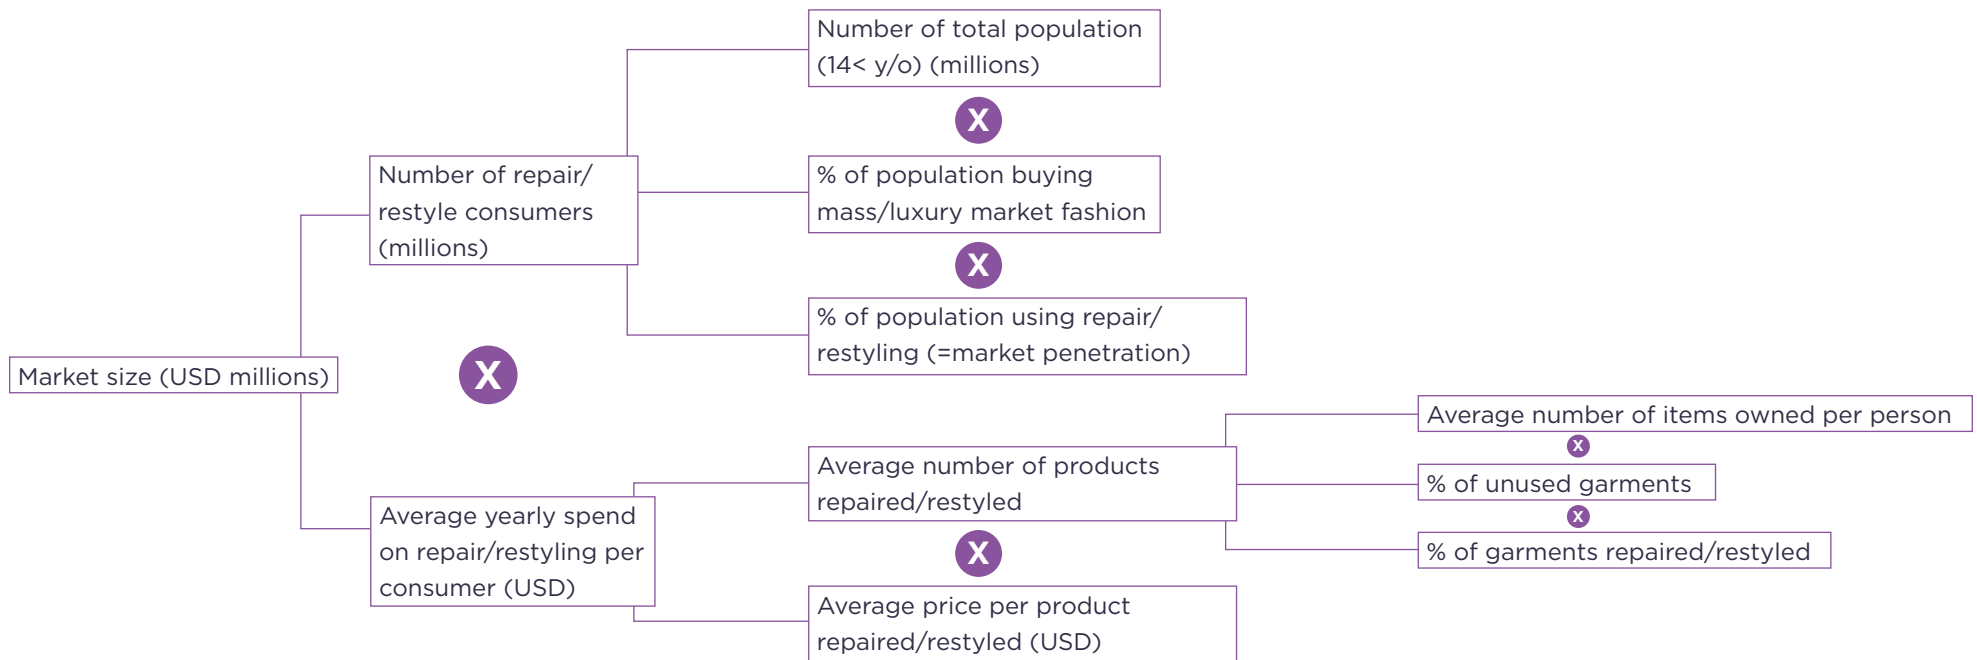 Number of total population
(14< y/o) (millions)
X
Number of repair/
restyle consumers
(millions)
% of population buying
mass/luxury market fashion
X
% of population using repair/
restyling (=market penetration)
Market size (USD millions)
X
Average number of items owned per person
X
Average number of products
repaired/restyled
% of unused garments
X
Average yearly spend
on repair/restyling per
consumer (USD)
X
% of garments repaired/restyled
Average price per product
repaired/restyled (USD)